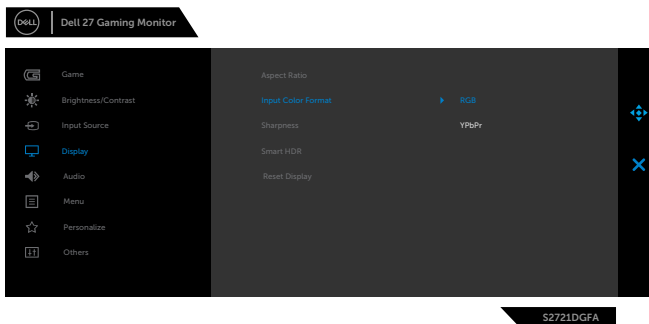 DELL
Dell 27 Gaming Monitor
Game
Brightness/Contrast
Input Source
Display
Audio
Menu
Personalize
Others
Aspect Ratio
Input Color Format
Sharpness
Smart HDR
Reset Display
RGB
YPbPr
S2721DGFA